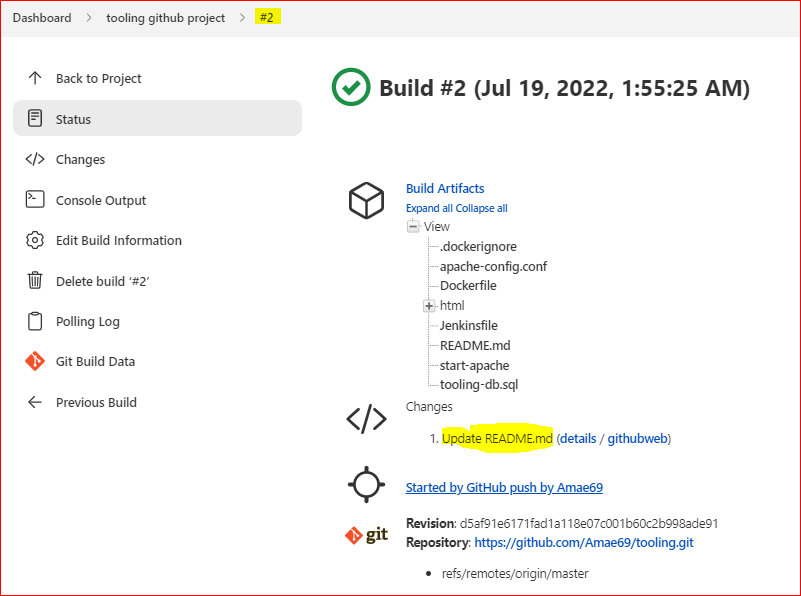 Dashboard > tooling github project > #2
Back to Project
Status
Changes
Console Output
Edit Build Information
Delete build ‘#2’
Polling Log
Git Build Data
Previous Build
Build #2 (Jul 19, 2022, 1:55:25 AM)
Build Artifacts
Expand all Collapse all
View
.dockerignore
apache-config.conf
Dockerfile
html
Jenkinsfile
README.md
start-apache
tooling-db.sql
Changes
1. Update README.md (details / githubweb)
Started by GitHub push by Amae69
git
Revision: d5af91e6171fad1a118e07c001b60c2b998ade91
Repository: https://github.com/Amae69/tooling.git
• refs/remotes/origin/master